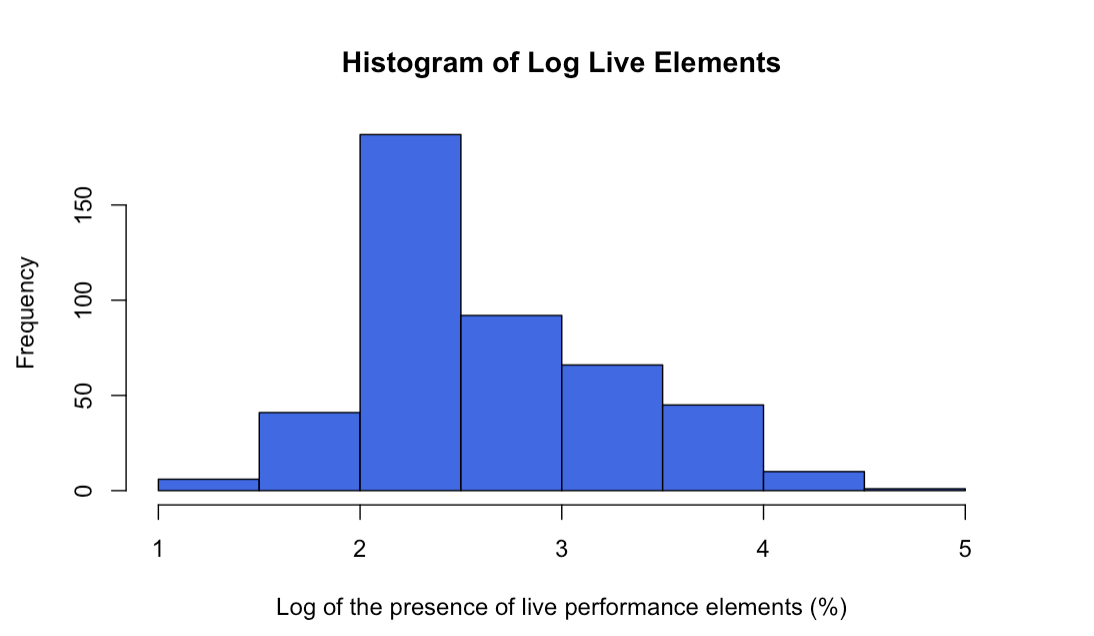 Histogram of Log Live Elements
Frequency
150
100
50
0
1 2 3 4 5
Log of the presence of live performance elements (%)